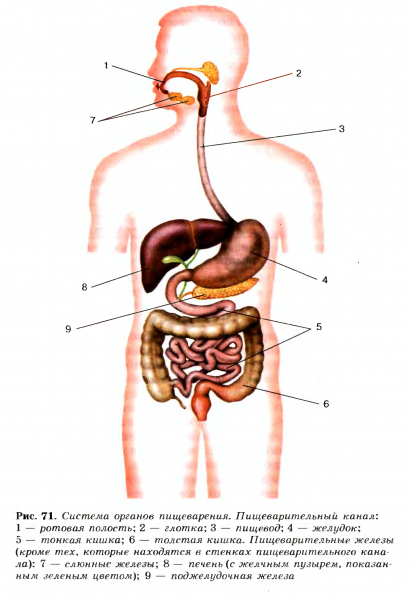 1
2
7
3
8
4
9
5
6
Рис. 71. Система органов пищеварения. Пищеварительный канал:
1 — ротовая полость; 2 — глотка; 3 — пищевод; 4 — желудок;
5 — тонкая кишка; 6 — толстая кишка. Пищеварительные железы
(кроме тех, которые находятся в стенках пищеварительного кана-
ла): 7 — слюнные железы; 8 — печень (с желчным пузырем, показан-
ным зеленым цветом); 9 — поджелудочная железа